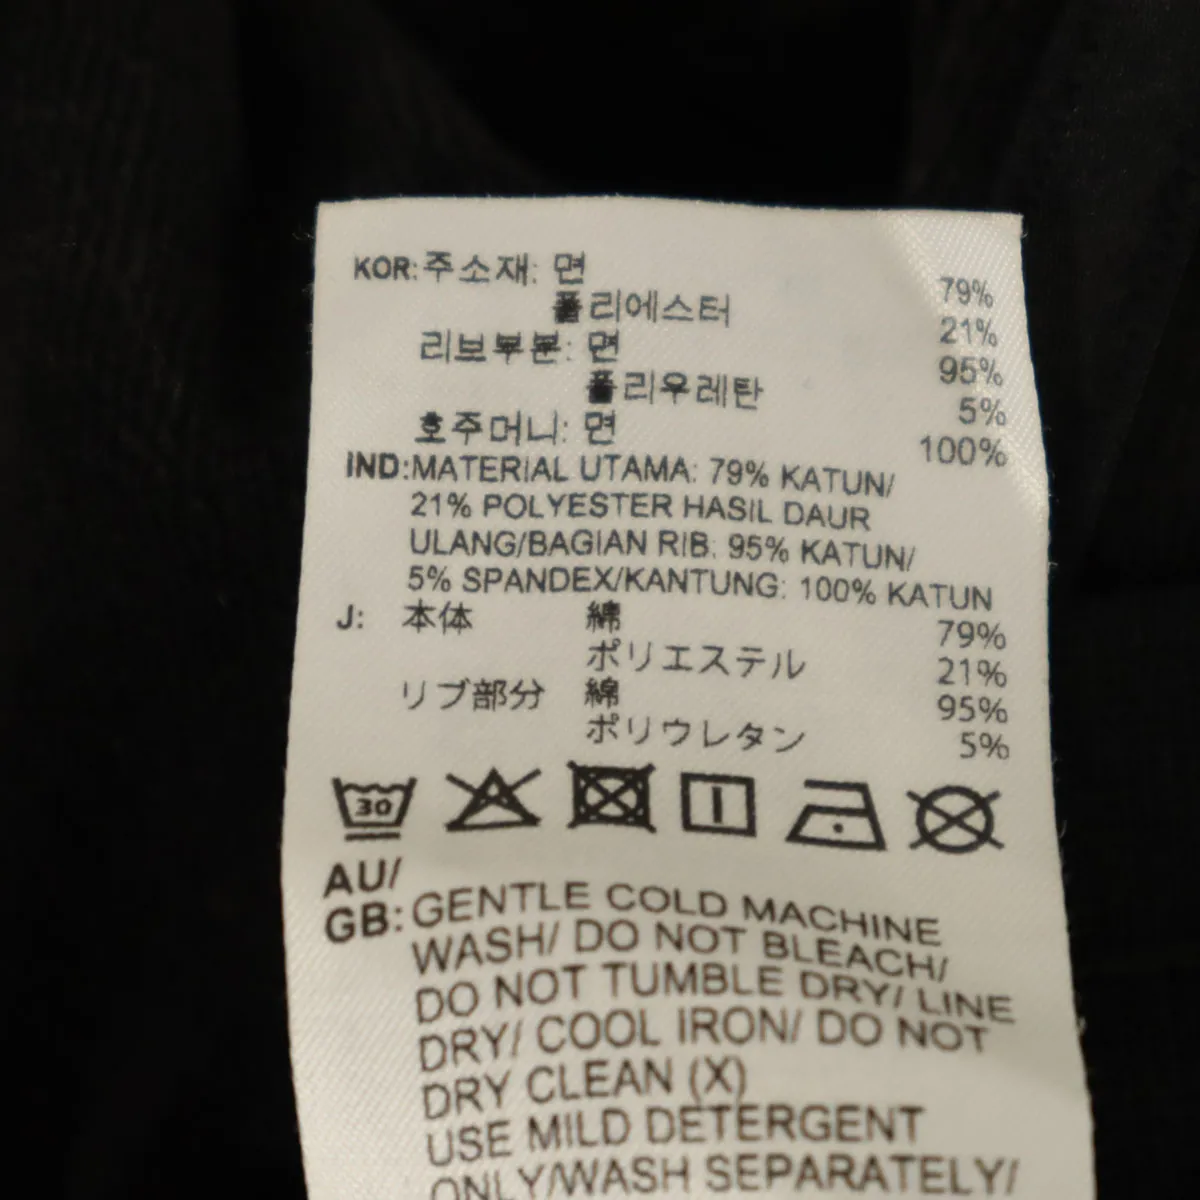 KOR: 주소재: 면 79%
폴리에스터 21%
리브부분: 면 95%
폴리우레탄 5%
호주머니: 면 100%
IND: MATERIAL UTAMA: 79% KATUN/
21% POLYESTER HASIL DAUR
ULANG/BAGIAN RIB: 95% KATUN/
5% SPANDEX/KANTUNG: 100% KATUN
J: 本体 綿 79%
ポリエステル 21%
リブ部分 綿 95%
ポリウレタン 5%
30
AU/
GB: GENTLE COLD MACHINE
WASH/ DO NOT BLEACH/
DO NOT TUMBLE DRY/ LINE
DRY/ COOL IRON/ DO NOT
DRY CLEAN (X)
USE MILD DETERGENT
ONLY/WASH SEPARATELY/